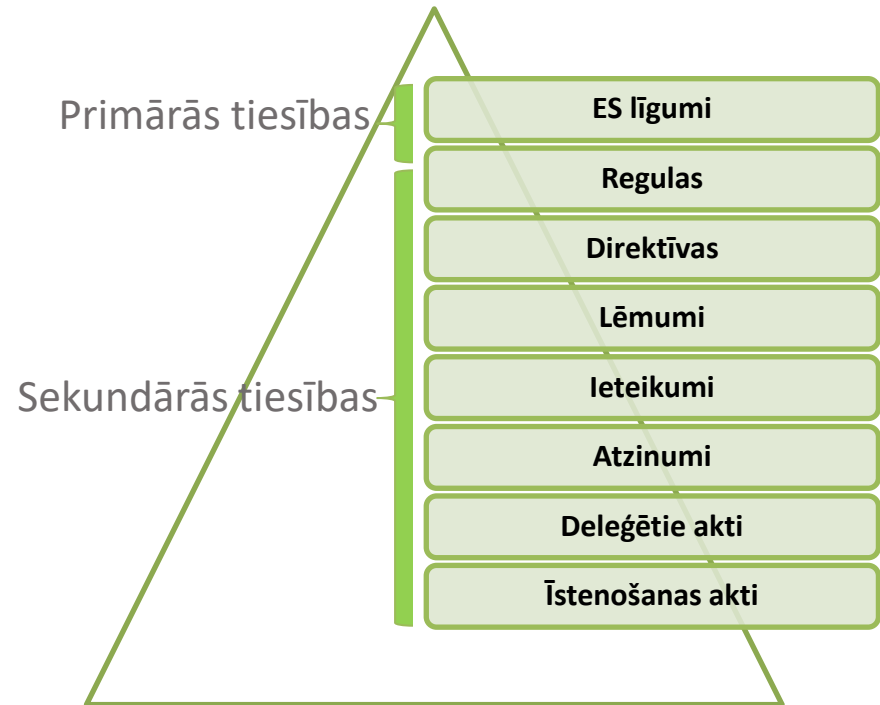 Primārās tiesības
ES līgumi
Regulas
Direktīvas
Lēmumi
Sekundārās tiesības
Ieteikumi
Atzinumi
Deleģētie akti
Īstenošanas akti